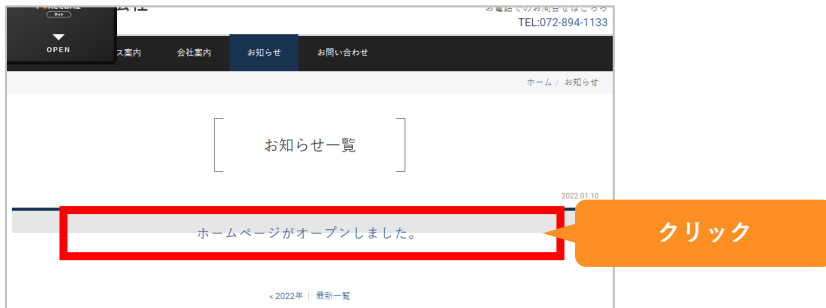 TEL:072-894-1133
OPEN
ス案内
会社案内
お知らせ
お問い合わせ
ホーム / お知らせ
お知らせ一覧
2022.01.10
ホームページがオープンしました。
クリック
« 2022年 | 最新一覧